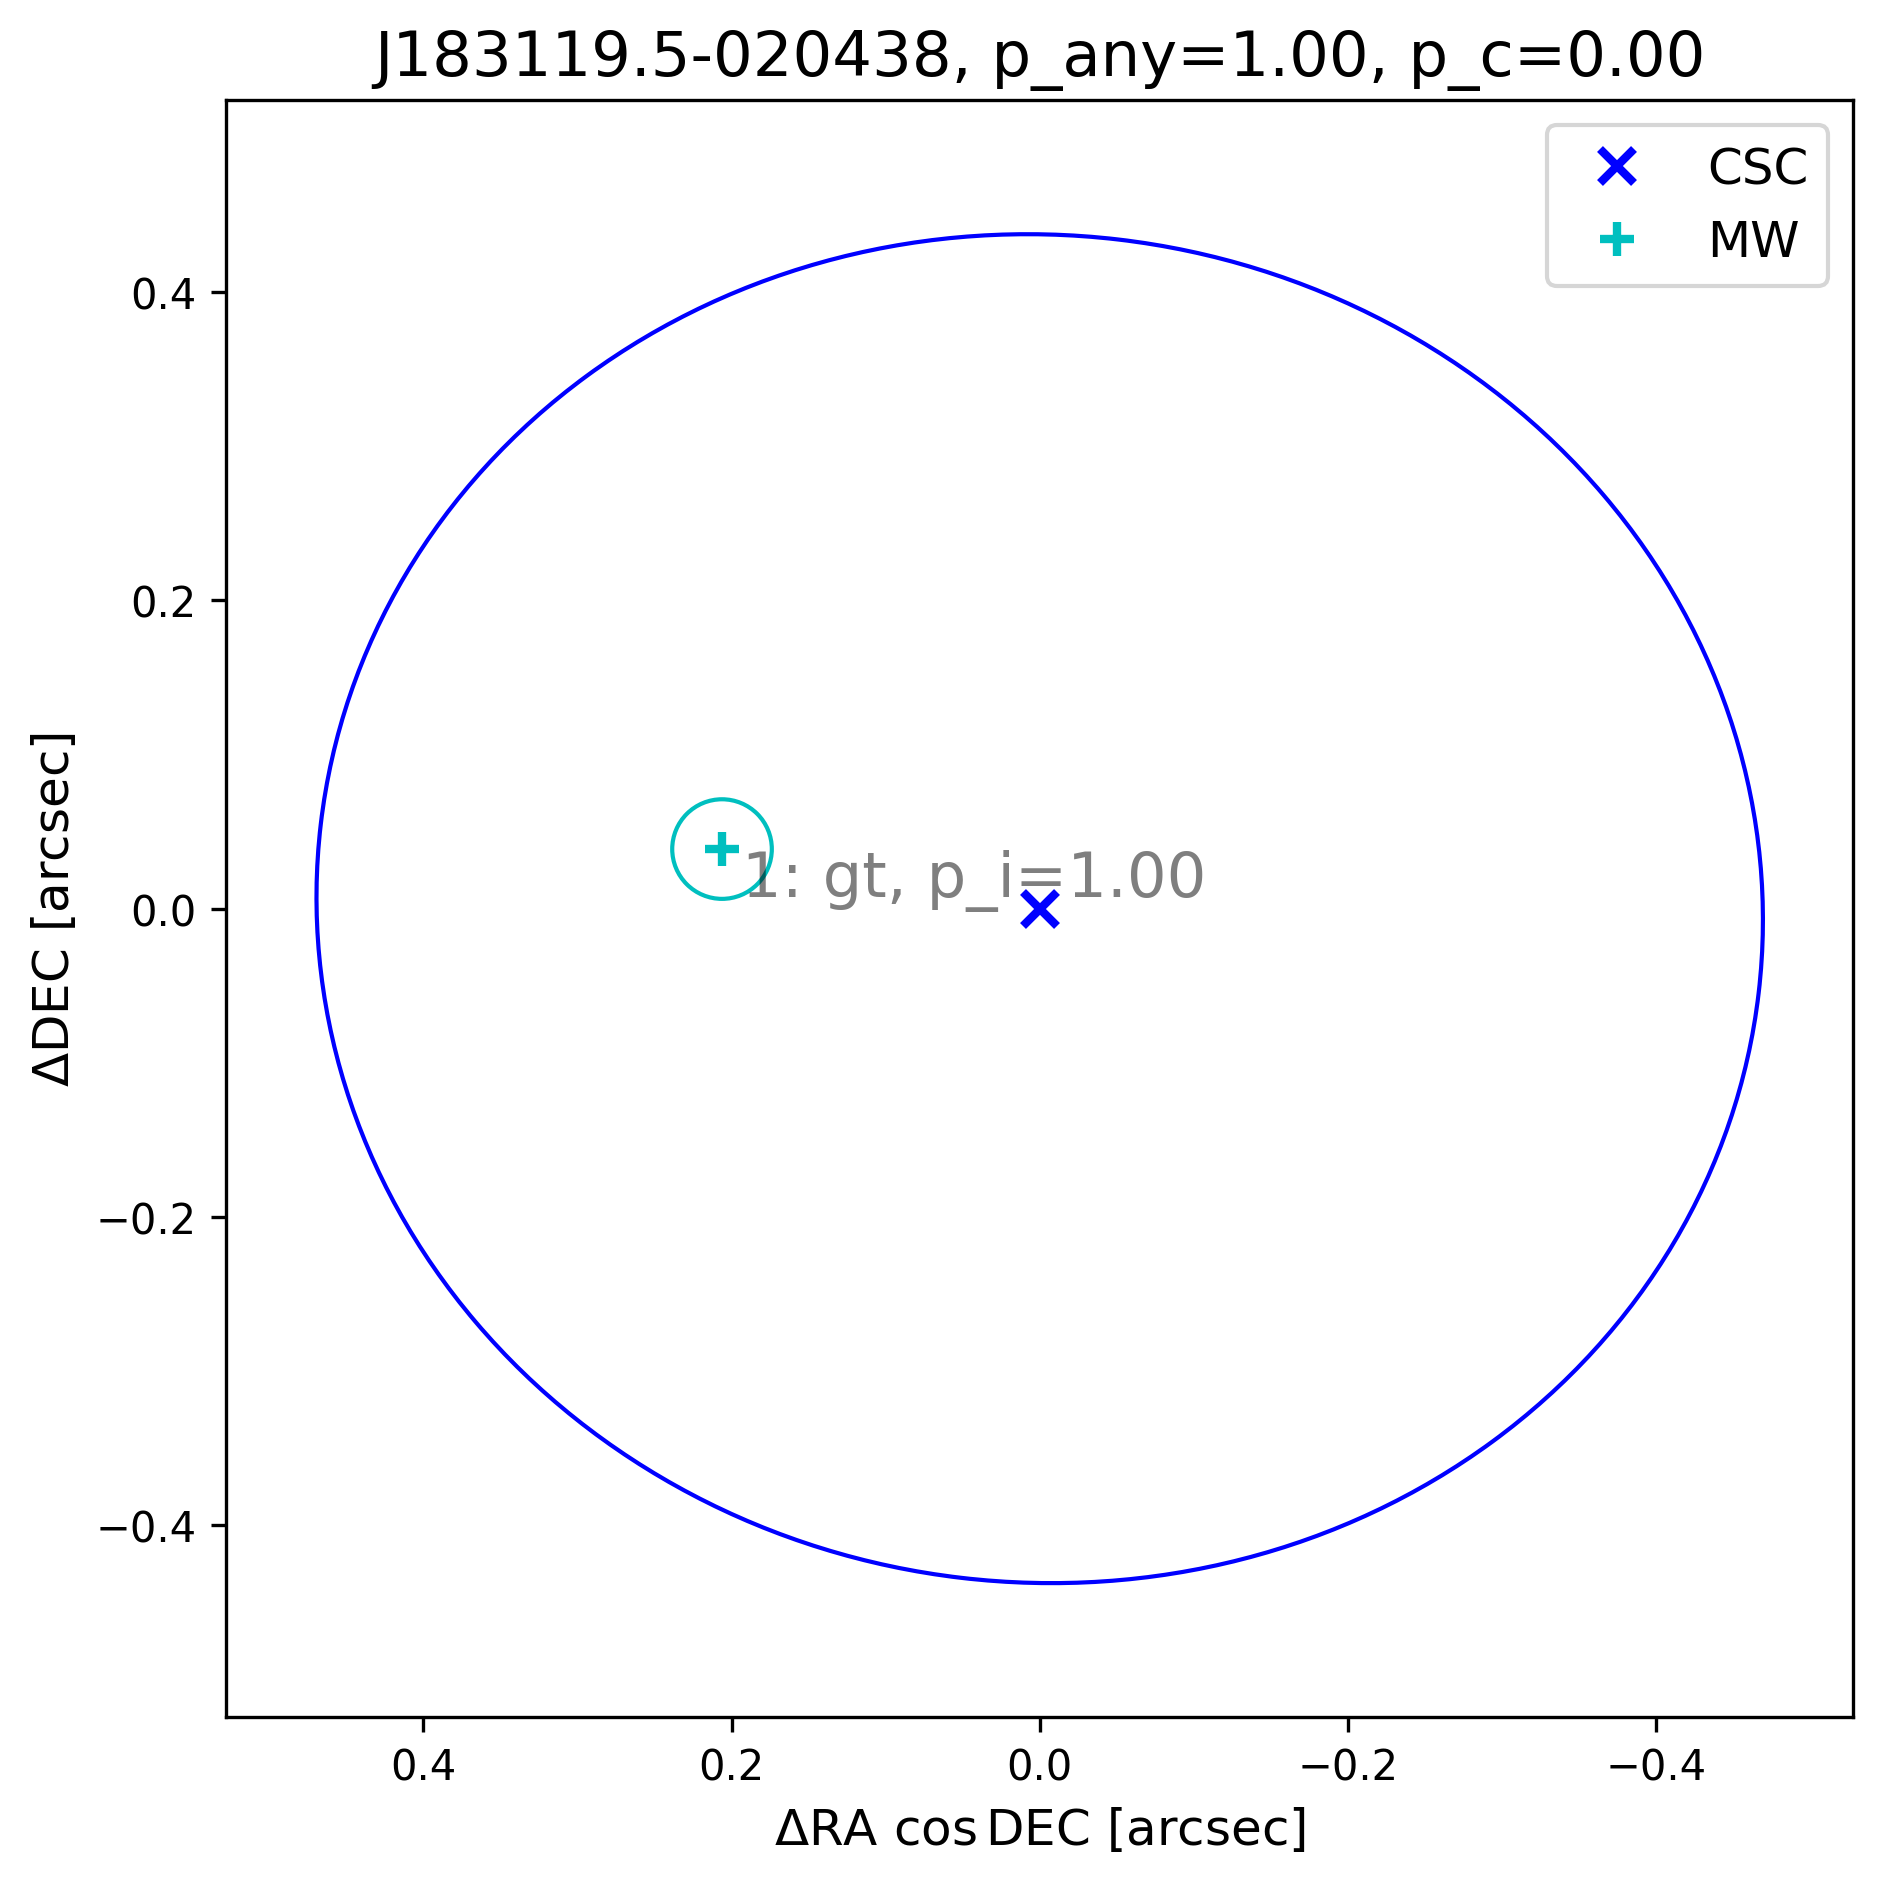 J183119.5-020438, p_any=1.00, p_c=0.00
CSC
MW
0.4
0.2
0.0
−0.2
−0.4
ΔDEC [arcsec]
1: gt, p_i=1.00
0.4
0.2
0.0
−0.2
−0.4
ΔRA cos DEC [arcsec]